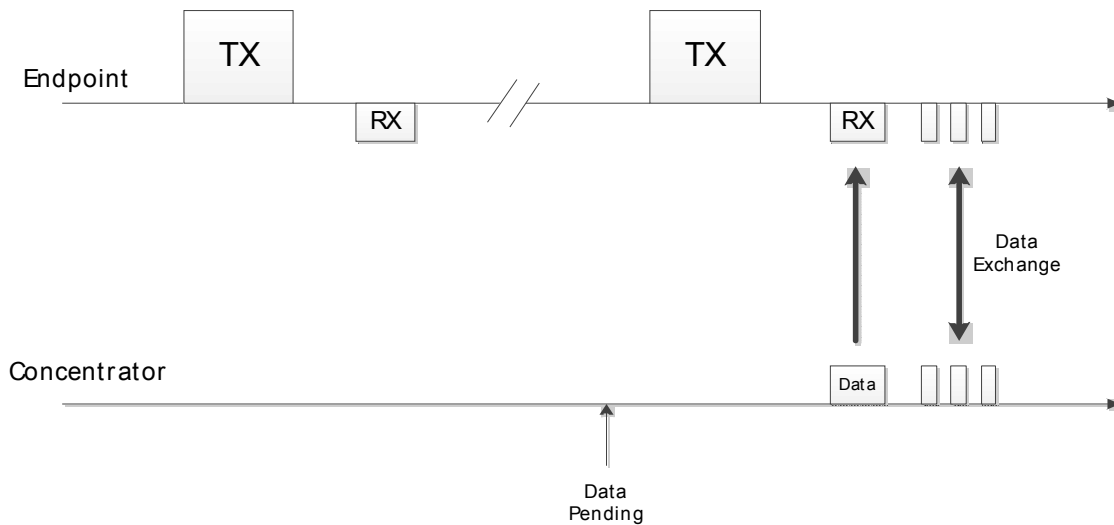 TX
TX
Endpoint
RX
RX
Data
Exchange
Concentrator
Data
Data
Pending